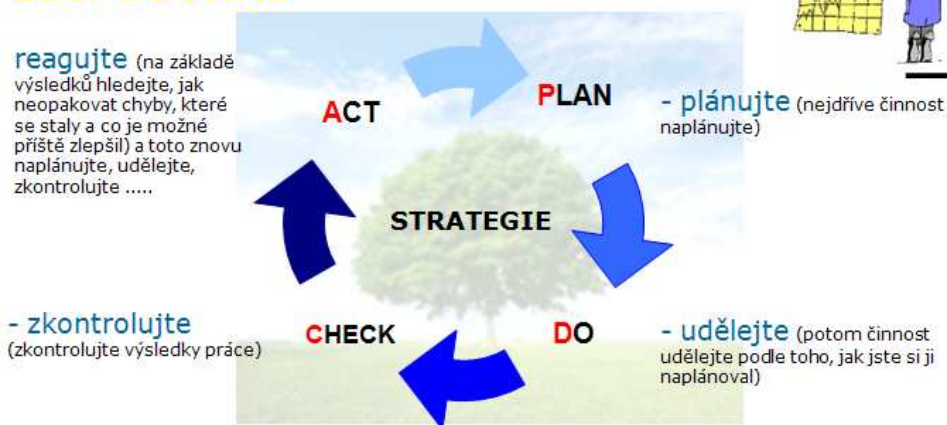 reagujte (na základě
výsledků hledejte, jak
neopakovat chyby, které
se staly a co je možné
příště zlepšil) a toto znovu
naplánujte, udělejte,
zkontrolujte .....
ACT
PLAN
- plánujte (nejdříve činnost
naplánujte)
STRATEGIE
- zkontrolujte
(zkontrolujte výsledky práce)
CHECK
DO
- udělejte (potom činnost
udělejte podle toho, jak jste si ji
naplánoval)